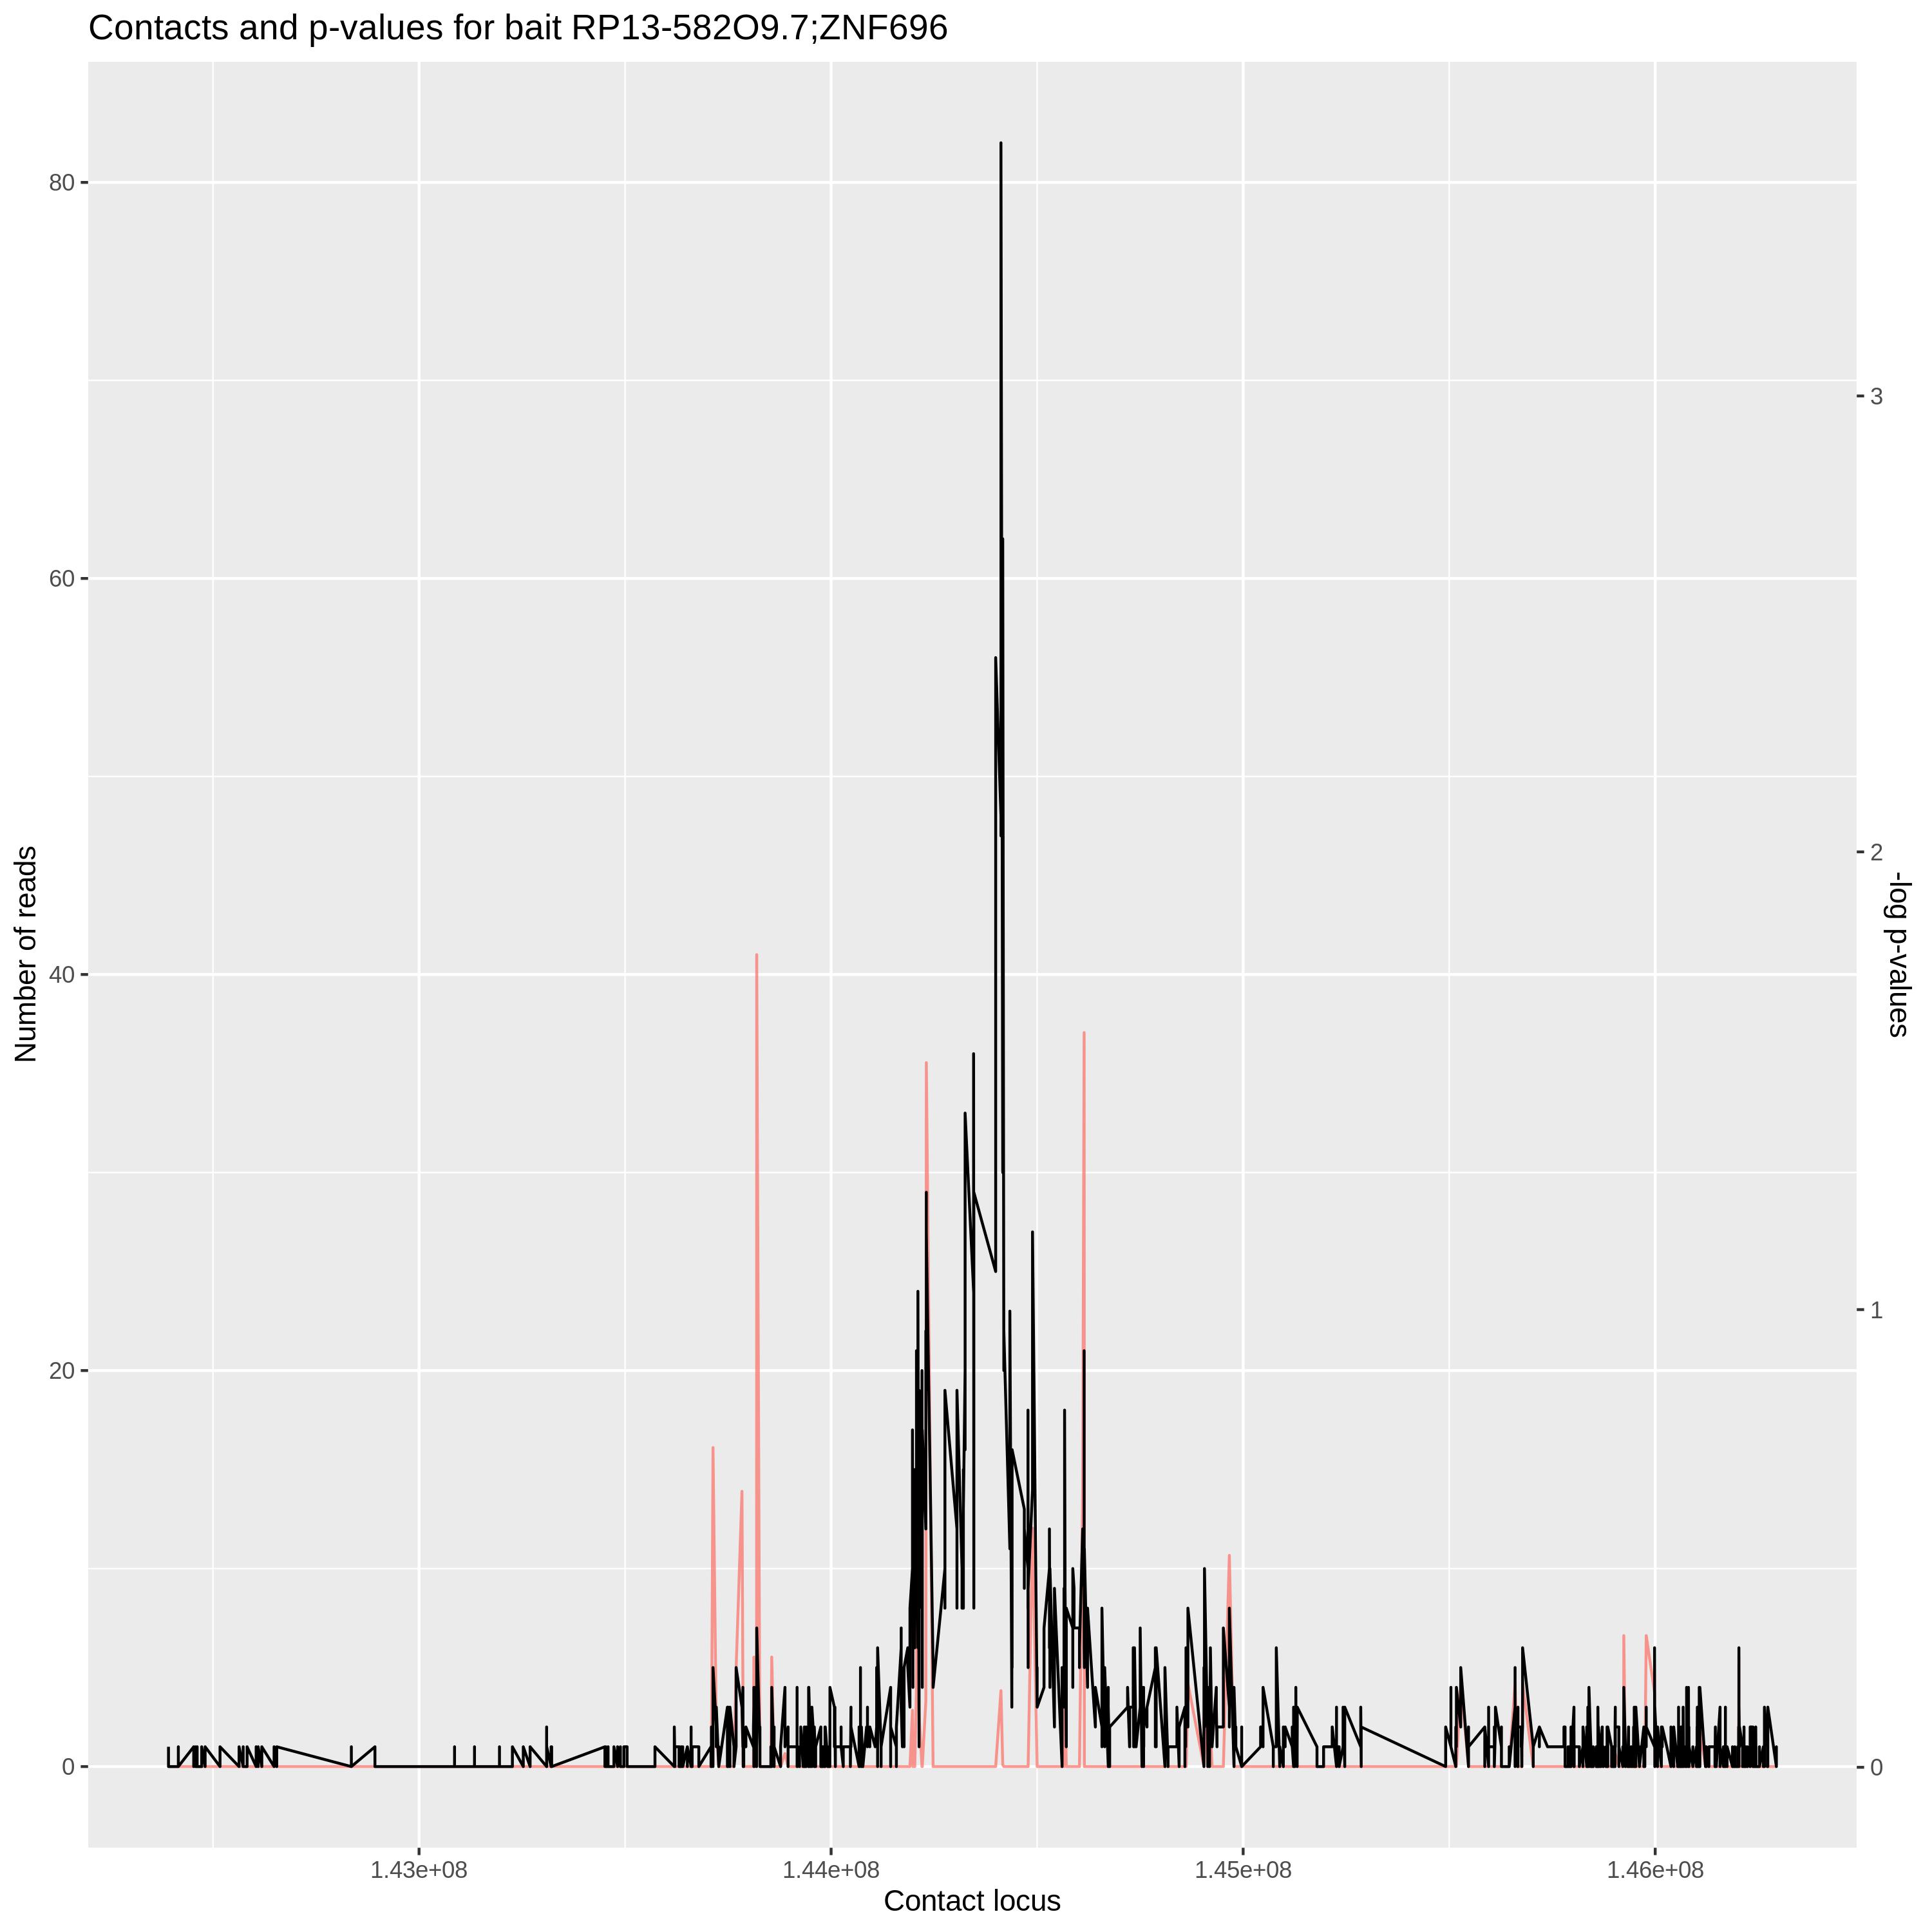 Contacts and p-values for bait RP13-582O9.7;ZNF696
80
60
40
20
0
3
2
1
0
Number of reads
-log p-values
1.43e+08
1.44e+08
1.45e+08
1.46e+08
Contact locus